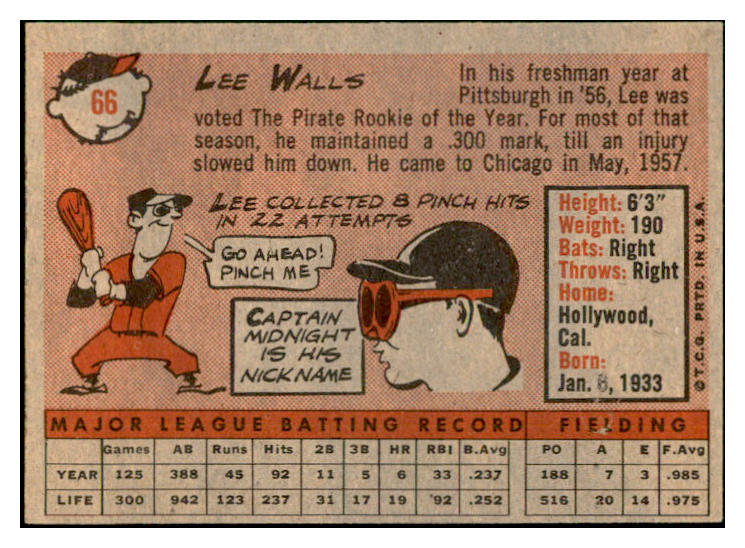 66
LEE WALLS
In his freshman year at
Pittsburgh in '56, Lee was
voted The Pirate Rookie of the Year. For most of that
season, he maintained a .300 mark, till an injury
slowed him down. He came to Chicago in May, 1957.
LEE COLLECTED 8 PINCH HITS
IN 22 ATTEMPTS
GO AHEAD!
PINCH ME
CAPTAIN
MIDNIGHT
IS HIS
NICKNAME
Height: 6'3"
Weight: 190
Bats: Right
Throws: Right
Home:
Hollywood,
Cal.
Born:
Jan. 6, 1933
©T.C.G. PRTD. IN U.S.A.
MAJOR LEAGUE BATTING RECORD FIELDING
Games AB Runs Hits 2B 3B HR RBI B.Avg PO A E F.Avg
YEAR 125 388 45 92 11 5 6 33 .237 188 7 3 .985
LIFE 300 942 123 237 31 17 19 '92 .252 516 20 14 .975